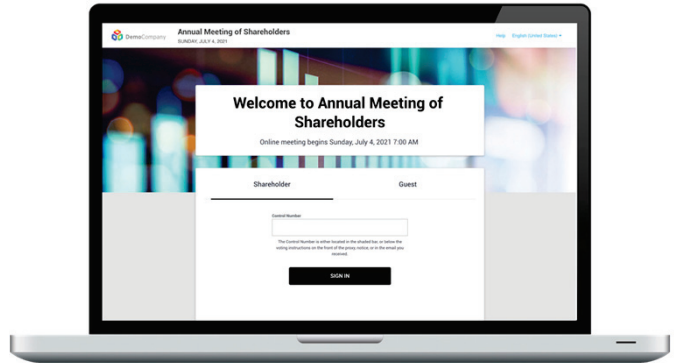 DemoCompany
Annual Meeting of Shareholders
SUNDAY, JULY 4, 2021
Help
English (United States)
Welcome to Annual Meeting of
Shareholders
Online meeting begins Sunday, July 4, 2021 7:00 AM
Shareholder
Guest
Control Number
The Control Number is either located in the shaded bar, or below the
voting instructions on the front of the proxy notice, or in the email you
received.
SIGN IN